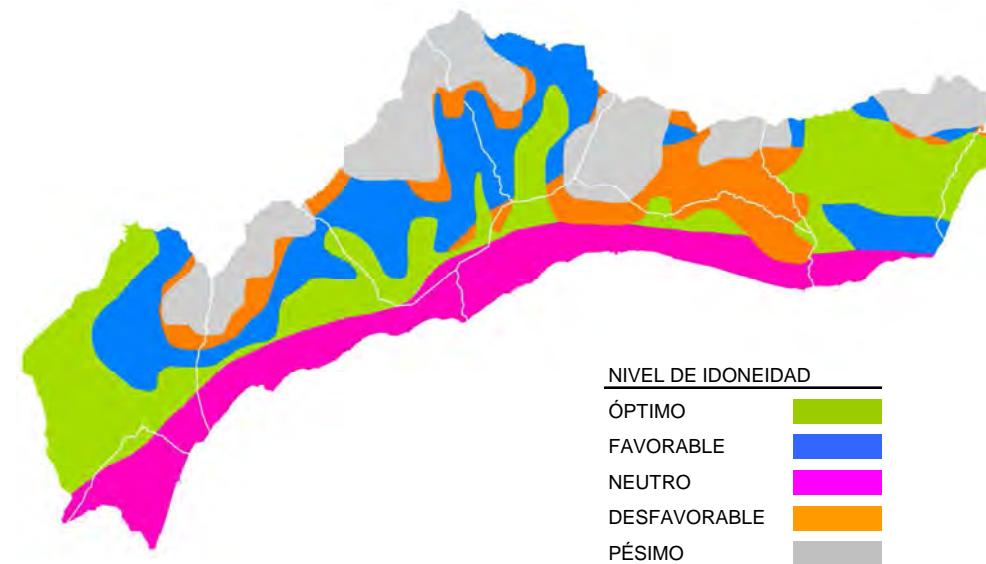 NIVEL DE IDONEIDAD
ÓPTIMO
FAVORABLE
NEUTRO
DESFAVORABLE
PÉSIMO